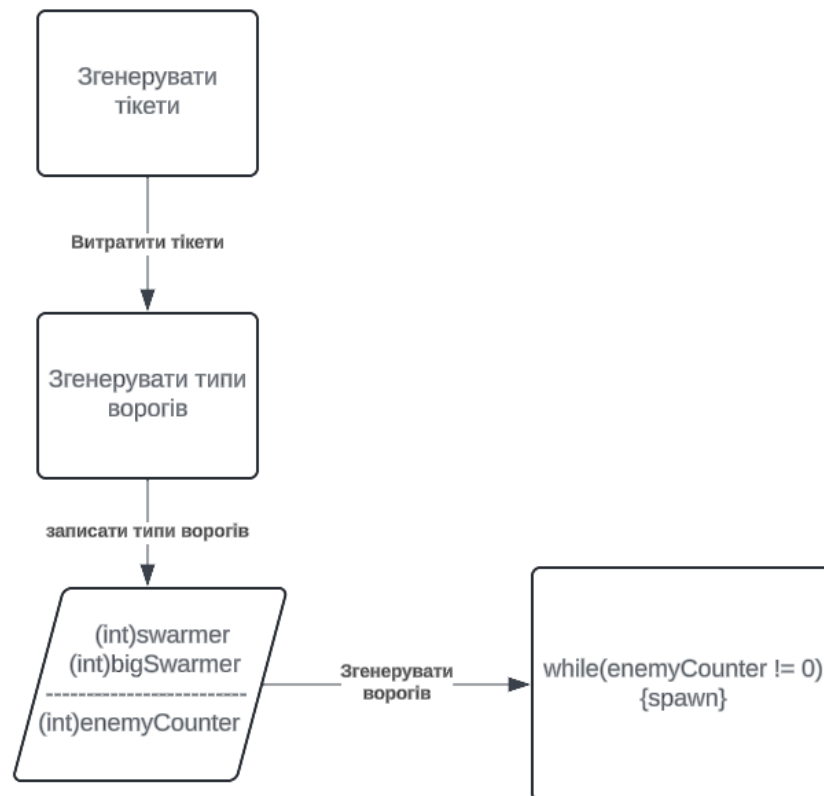 Згенерувати
тікети
Витратити тікети
Згенерувати типи
ворогів
записати типи ворогів
(int)swarmer
(int)bigSwarmer
------------------------
(int)enemyCounter
Згенерувати
ворогів
while(enemyCounter != 0)
{spawn}